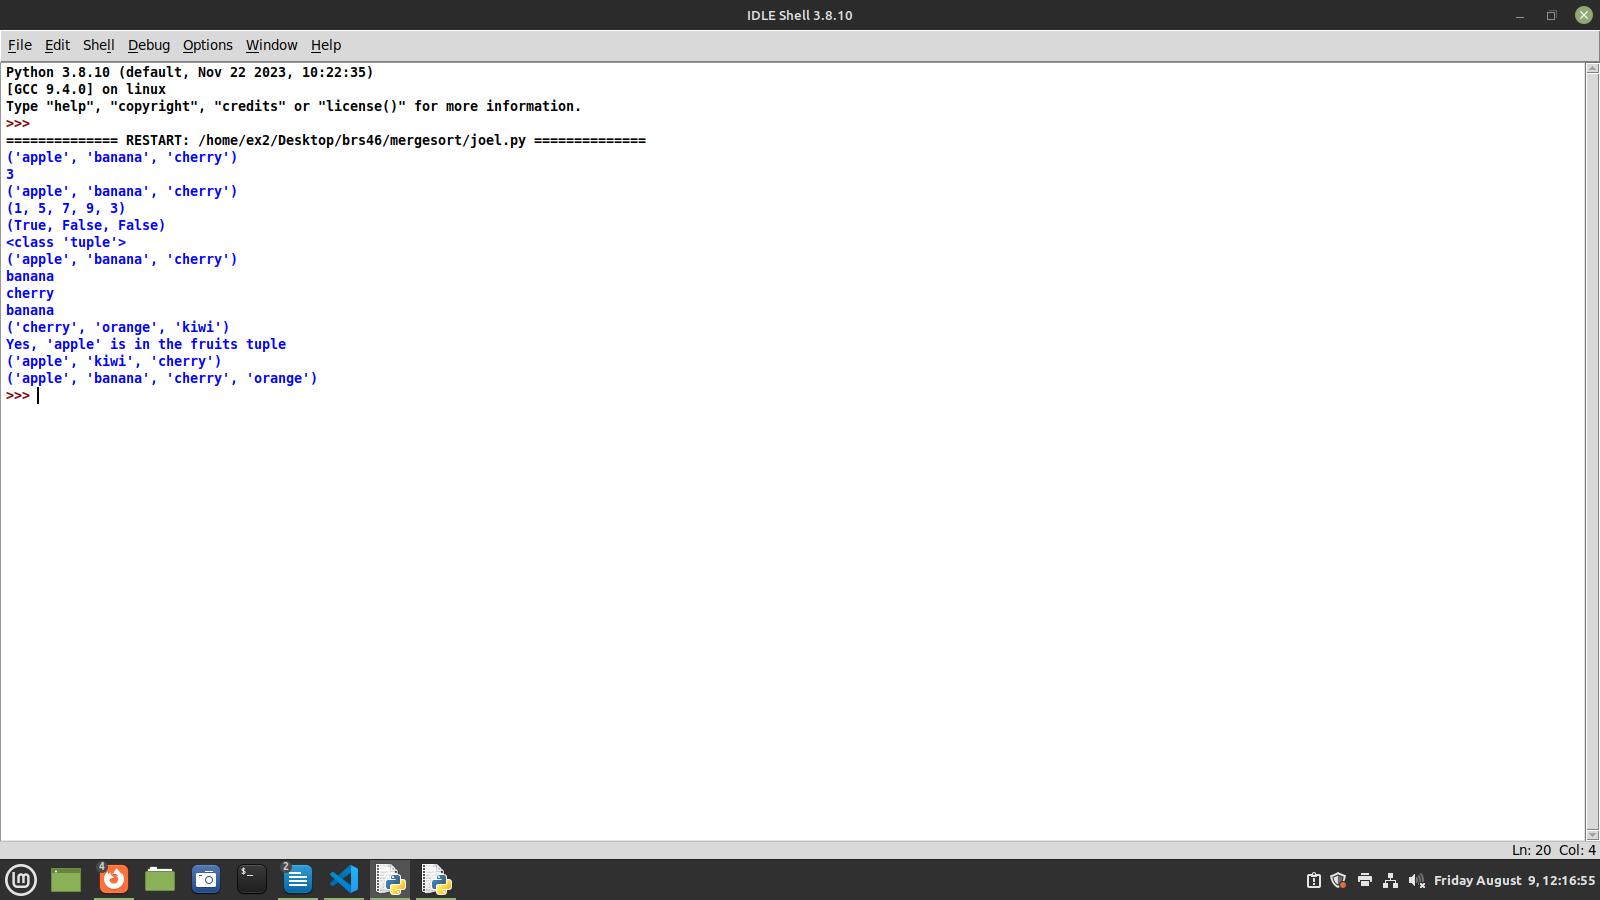 IDLE Shell 3.8.10
File Edit Shell Debug Options Window Help
Python 3.8.10 (default, Nov 22 2023, 10:22:35)
[GCC 9.4.0] on linux
Type "help", "copyright", "credits" or "license()" for more information.
>>>
============== RESTART: /home/ex2/Desktop/brs46/mergesort/joel.py ==============
('apple', 'banana', 'cherry')
3
('apple', 'banana', 'cherry')
(1, 5, 7, 9, 3)
(True, False, False)
<class 'tuple'>
('apple', 'banana', 'cherry')
banana
cherry
banana
('cherry', 'orange', 'kiwi')
Yes, 'apple' is in the fruits tuple
('apple', 'kiwi', 'cherry')
('apple', 'banana', 'cherry', 'orange')
>>>
Ln: 20 Col: 4
4
$_
2
Friday August 9, 12:16:55